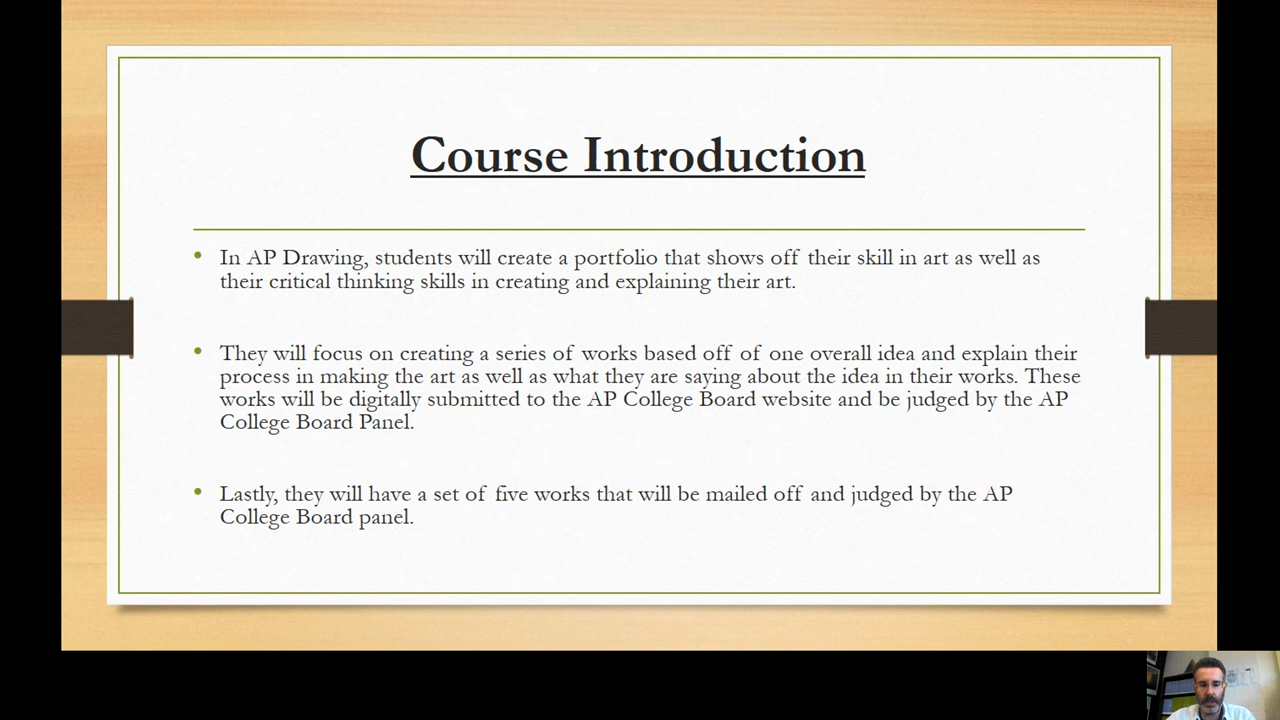 Course Introduction
• In AP Drawing, students will create a portfolio that shows off their skill in art as well as
their critical thinking skills in creating and explaining their art.
• They will focus on creating a series of works based off of one overall idea and explain their
process in making the art as well as what they are saying about the idea in their works. These
works will be digitally submitted to the AP College Board website and be judged by the AP
College Board Panel.
• Lastly, they will have a set of five works that will be mailed off and judged by the AP
College Board panel.